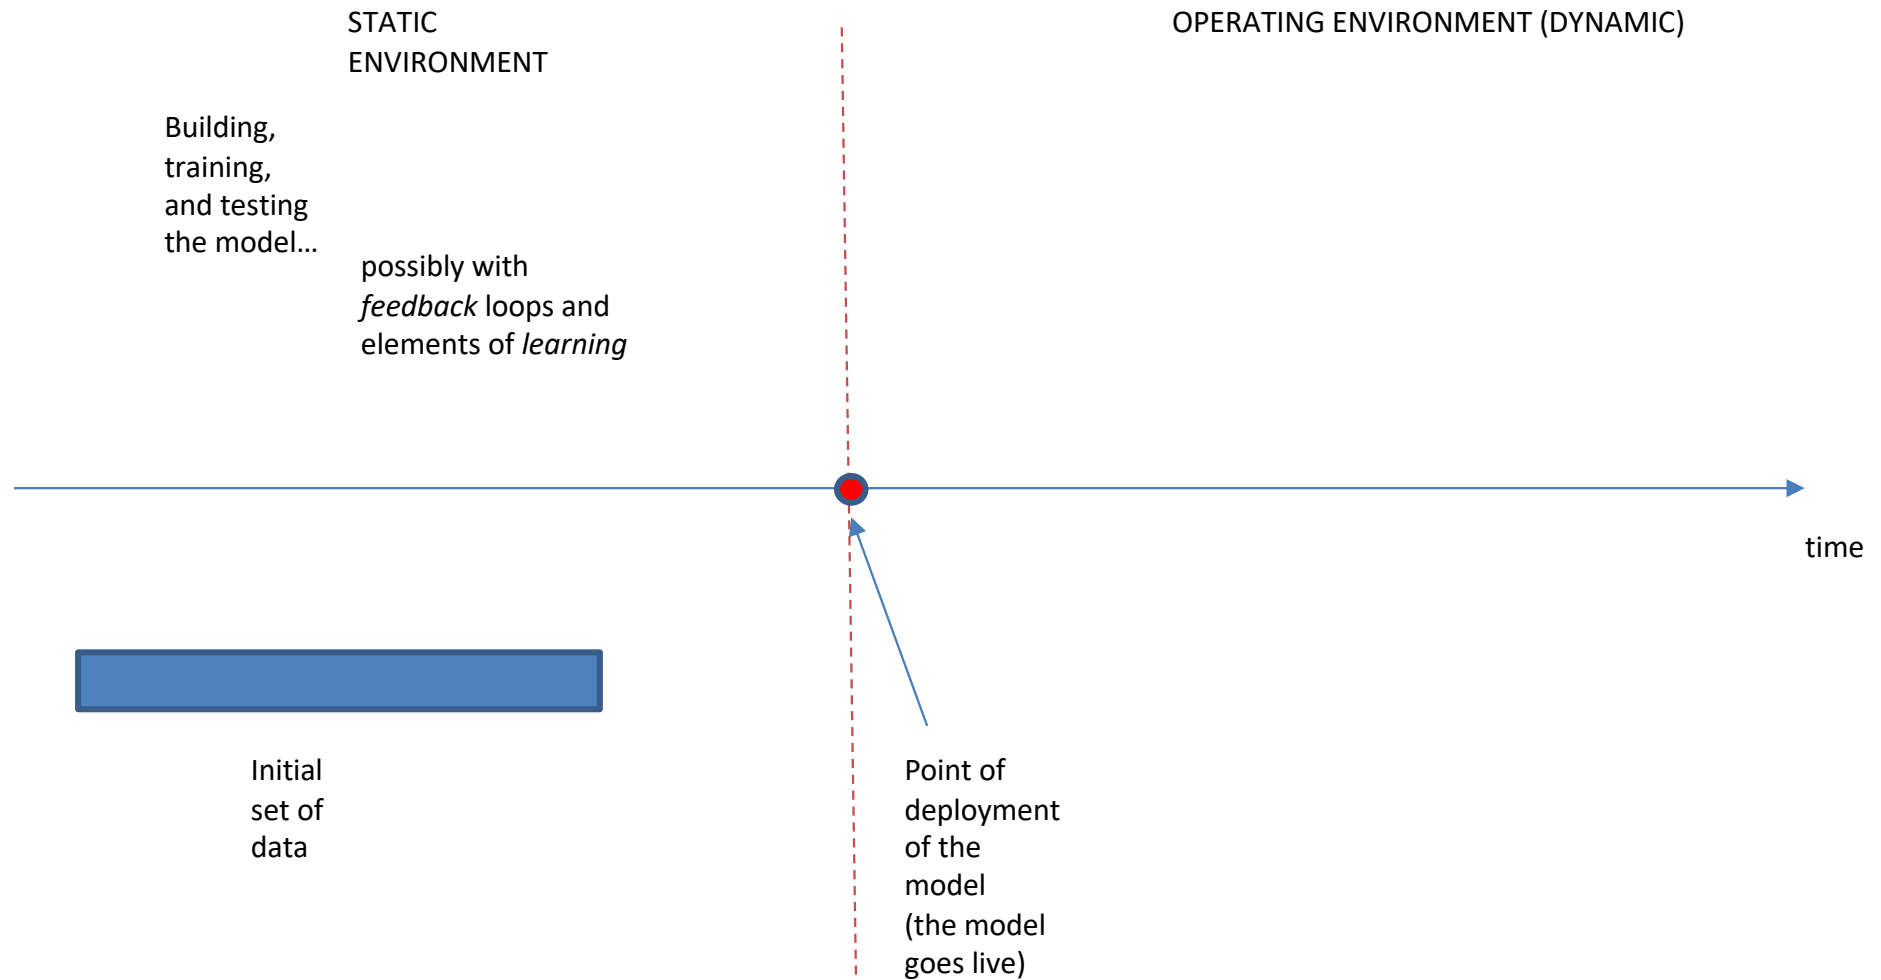 STATIC
ENVIRONMENT
OPERATING ENVIRONMENT (DYNAMIC)
Building,
training,
and testing
the model…
possibly with
feedback loops and
elements of learning
time
Initial
set of
data
Point of
deployment
of the
model
(the model
goes live)